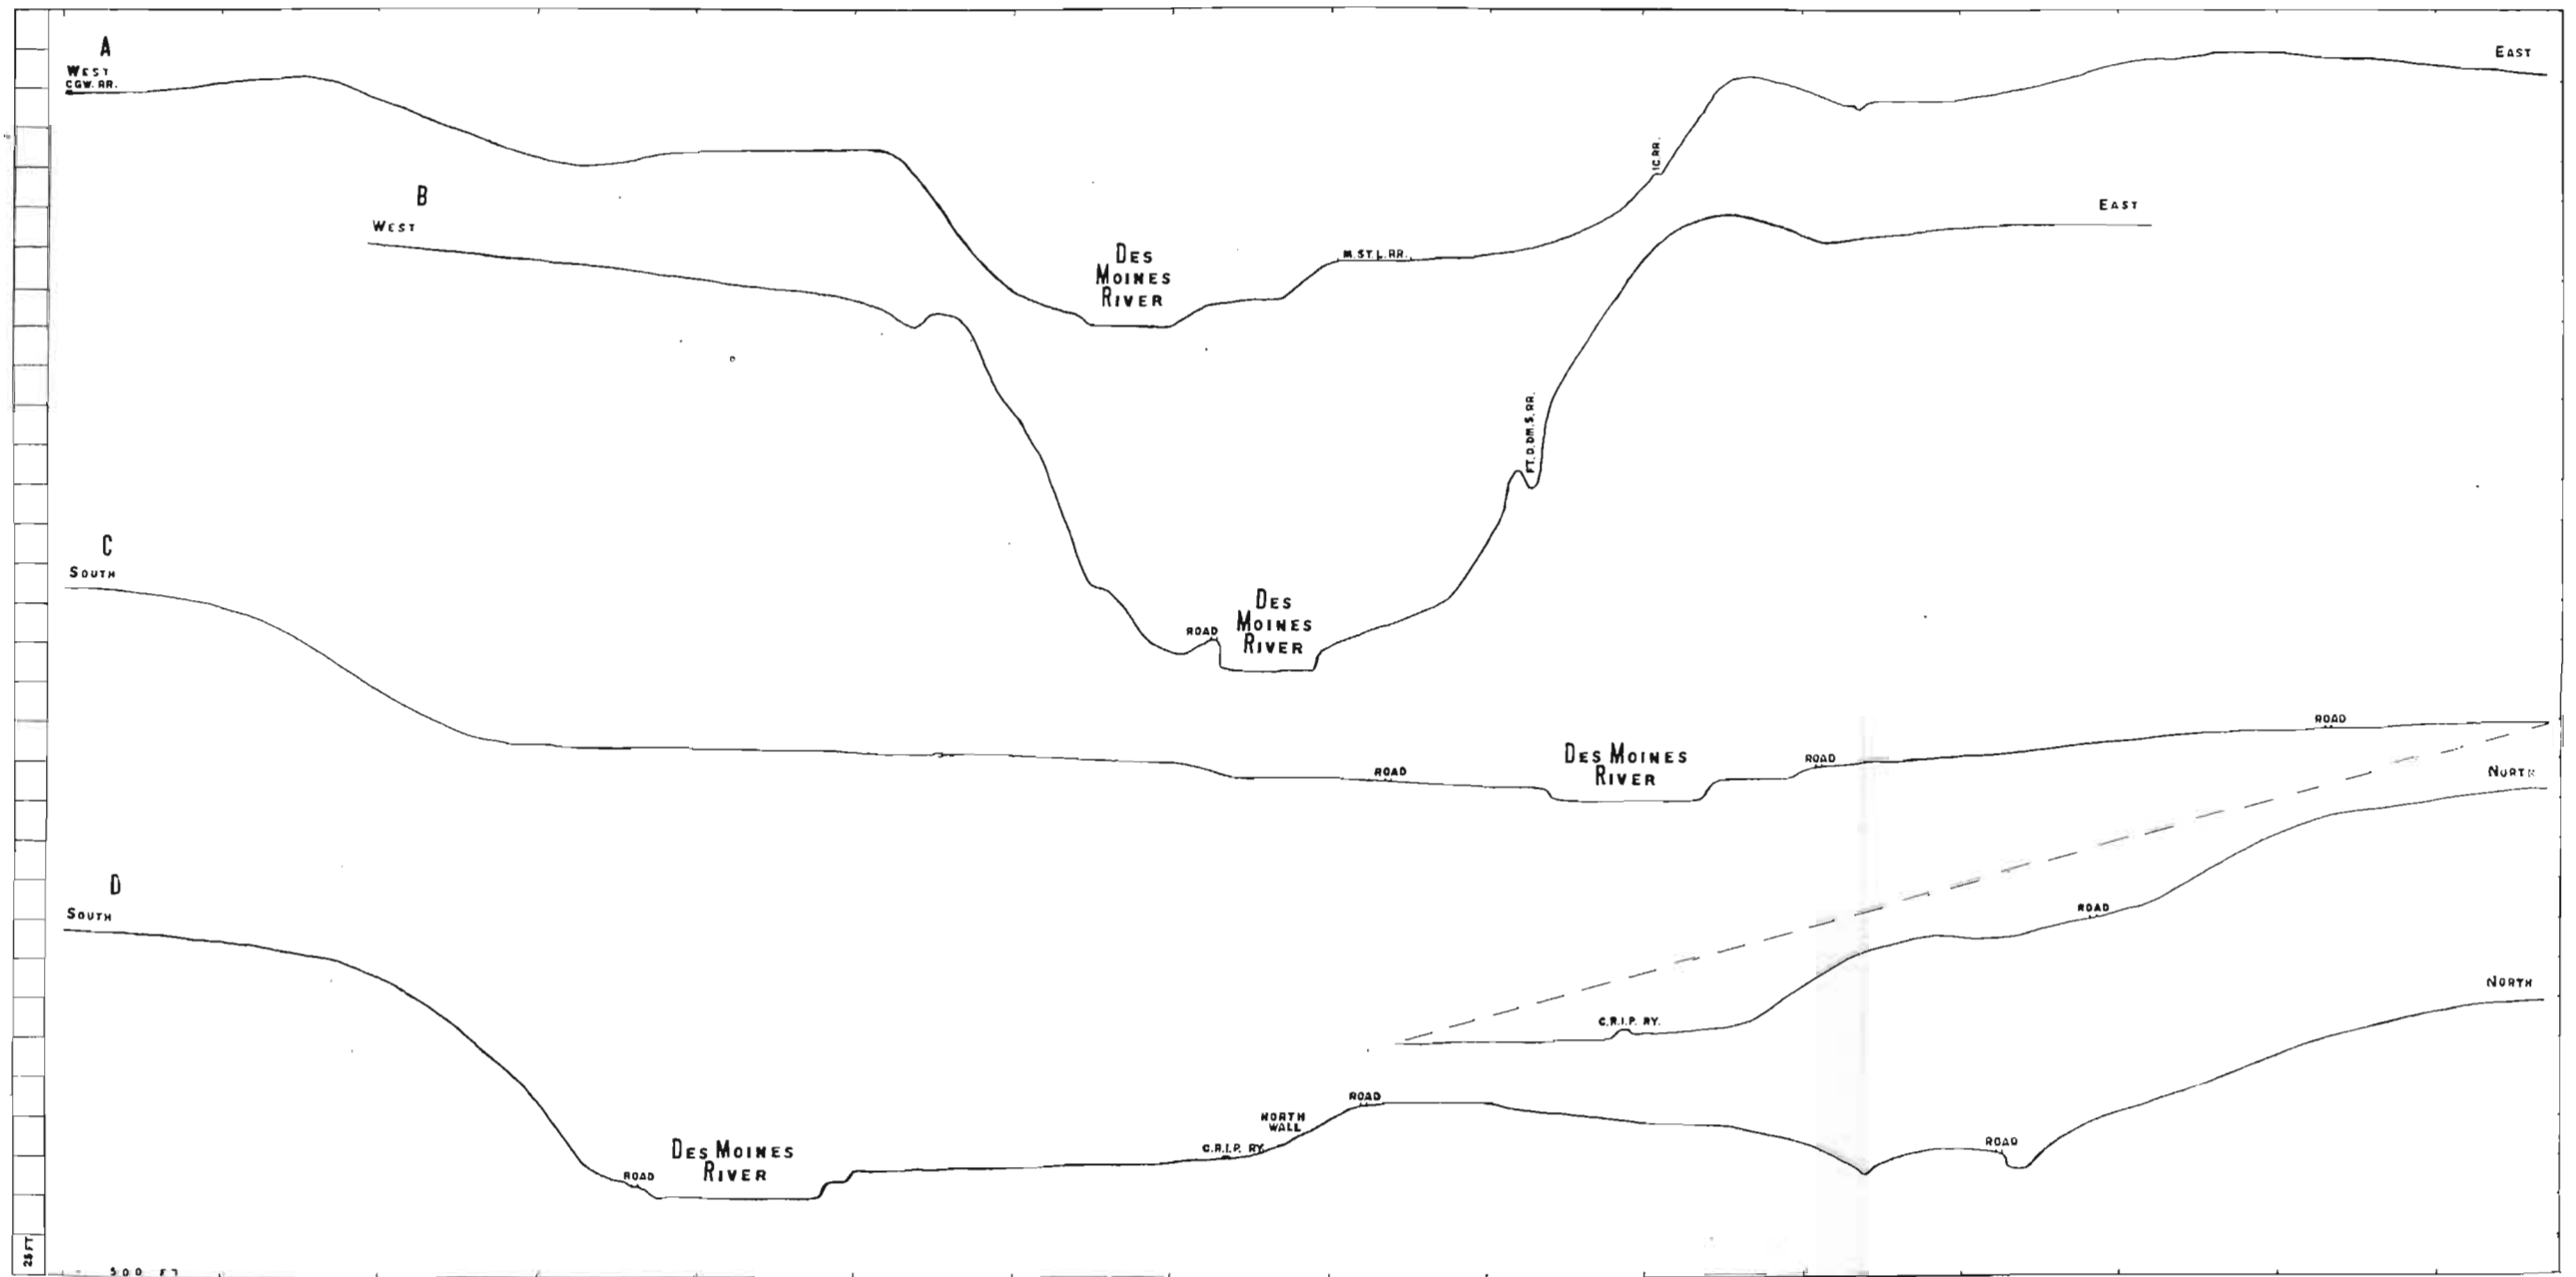 A
WEST
CGW. RR.
EAST
I.C. RR.
B
WEST
EAST
DES
MOINES
RIVER
M. ST. L. RR.
FT. D. DM. S. RR.
C
SOUTH
DES
MOINES
RIVER
ROAD
DES MOINES
RIVER
ROAD
ROAD
ROAD
NORTH
D
SOUTH
ROAD
C.R.I.P. RY.
NORTH
ROAD
NORTH
WALL
C.R.I.P. RY.
DES MOINES
RIVER
ROAD
ROAD
25 FT
500 FT